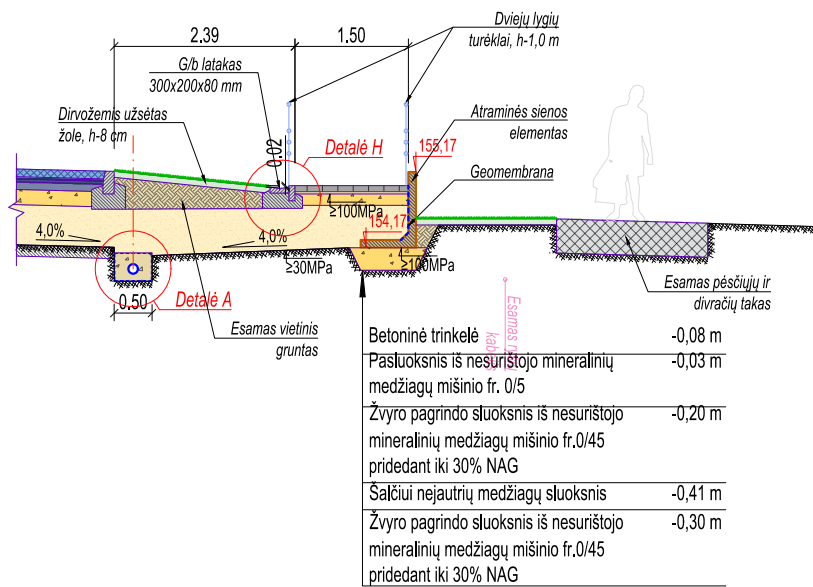 2.39
1.50
Dviejų lygių
turėklai, h-1,0 m
G/b latakas
300x200x80 mm
Dirvožemis užsėtas
žole, h-8 cm
0.02
Detalė H
155,17
Atraminės sienos
elementas
Geomembrana
≥100MPa
154,17
4,0%
4,0%
≥30MPa
≥100MPa
0.50
Detalė A
Esamas vietinis
gruntas
Esamas pėsčiųjų ir
divračių takas
Esamas ryšių
kabelis
Betoninė trinkelė -0,08 m
Pasluoksnis iš nesurištojo mineralinių -0,03 m
medžiagų mišinio fr. 0/5
Žvyro pagrindo sluoksnis iš nesurištojo -0,20 m
mineralinių medžiagų mišinio fr.0/45
pridedant iki 30% NAG
Šalčiui nejautrių medžiagų sluoksnis -0,41 m
Žvyro pagrindo sluoksnis iš nesurištojo -0,30 m
mineralinių medžiagų mišinio fr.0/45
pridedant iki 30% NAG